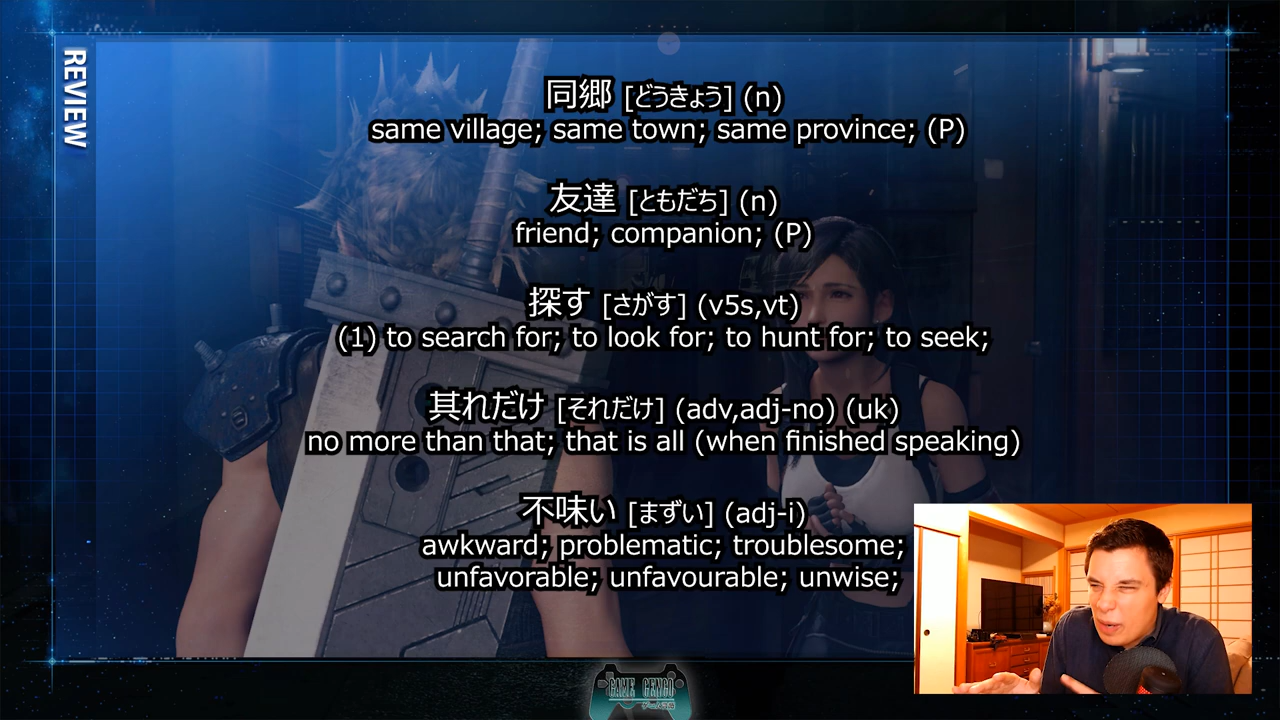 REVIEW
同郷 [どうきょう] (n)
same village; same town; same province; (P)
友達 [ともだち] (n)
friend; companion; (P)
探す [さがす] (v5s,vt)
(1) to search for; to look for; to hunt for; to seek;
其れだけ [それだけ] (adv,adj-no) (uk)
no more than that; that is all (when finished speaking)
不味い [まずい] (adj-i)
awkward; problematic; troublesome;
unfavorable; unfavourable; unwise;
GAME GENGO